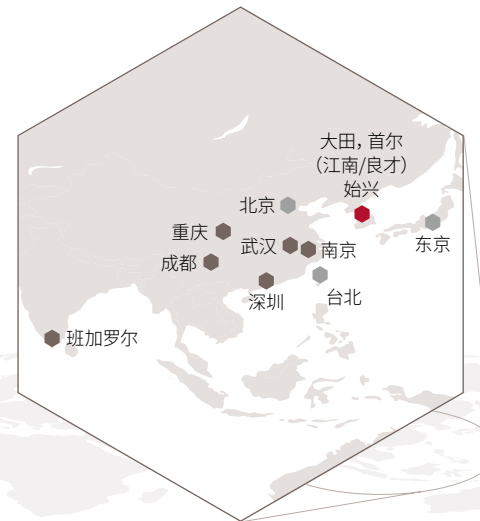 大田，首尔
（江南/良才）
始兴
北京
重庆
武汉
南京
东京
成都
深圳
台北
班加罗尔